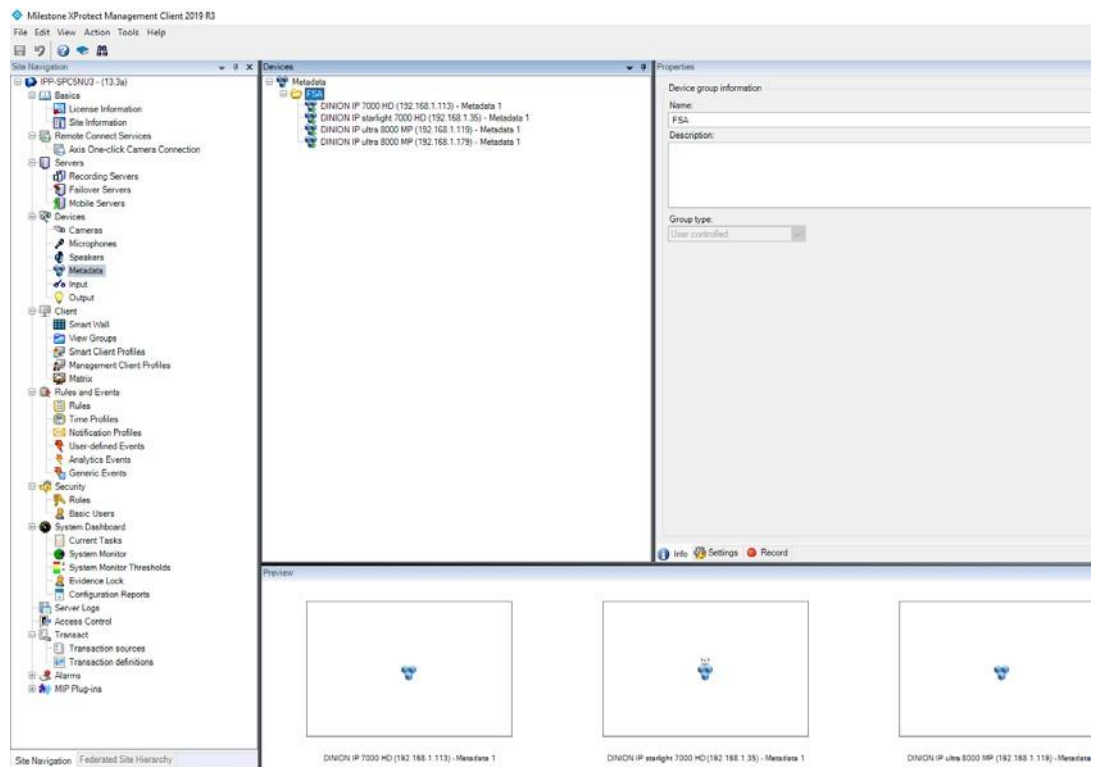 Milestone XProtect Management Client 2019 R3
File Edit View Action Tools Help
Site Navigation
IPP-SPC5NU3 - (13.3a)
Basics
License Information
Site Information
Remote Connect Services
Axis One-click Camera Connection
Servers
Recording Servers
Failover Servers
Mobile Servers
Devices
Cameras
Microphones
Speakers
Metadata
Input
Output
Client
Smart Wall
View Groups
Smart Client Profiles
Management Client Profiles
Matrix
Rules and Events
Rules
Time Profiles
Notification Profiles
User-defined Events
Analytics Events
Generic Events
Security
Roles
Basic Users
System Dashboard
Current Tasks
System Monitor
System Monitor Thresholds
Evidence Lock
Configuration Reports
Server Logs
Access Control
Transact
Transaction sources
Transaction definitions
Alarms
MIP Plug-ins
Site Navigation Federated Site Hierarchy
Devices
Metadata
FSA
DINION IP 7000 HD (192.168.1.113) - Metadata 1
DINION IP starlight 7000 HD (192.168.1.35) - Metadata 1
DINION IP ultra 8000 MP (192.168.1.119) - Metadata 1
DINION IP ultra 8000 MP (192.168.1.179) - Metadata 1
Properties
Device group information
Name:
FSA
Description:
Group type:
User controlled
Info Settings Record
Preview
DINION IP 7000 HD (192.168.1.113) - Metadata 1
DINION IP starlight 7000 HD (192.168.1.35) - Metadata 1
DINION IP ultra 8000 MP (192.168.1.119) - Metadata